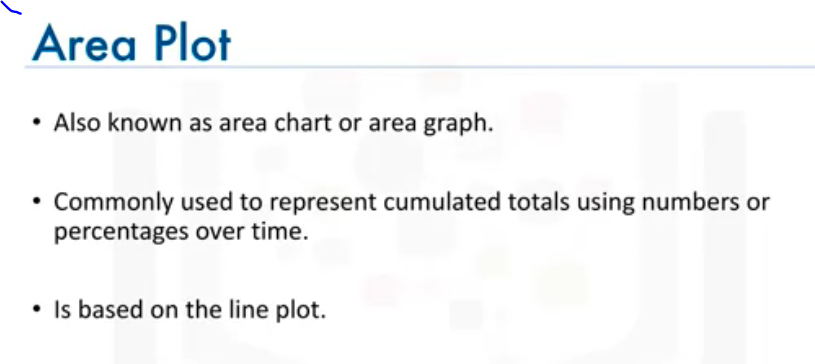 Area Plot
• Also known as area chart or area graph.
• Commonly used to represent cumulated totals using numbers or
percentages over time.
• Is based on the line plot.